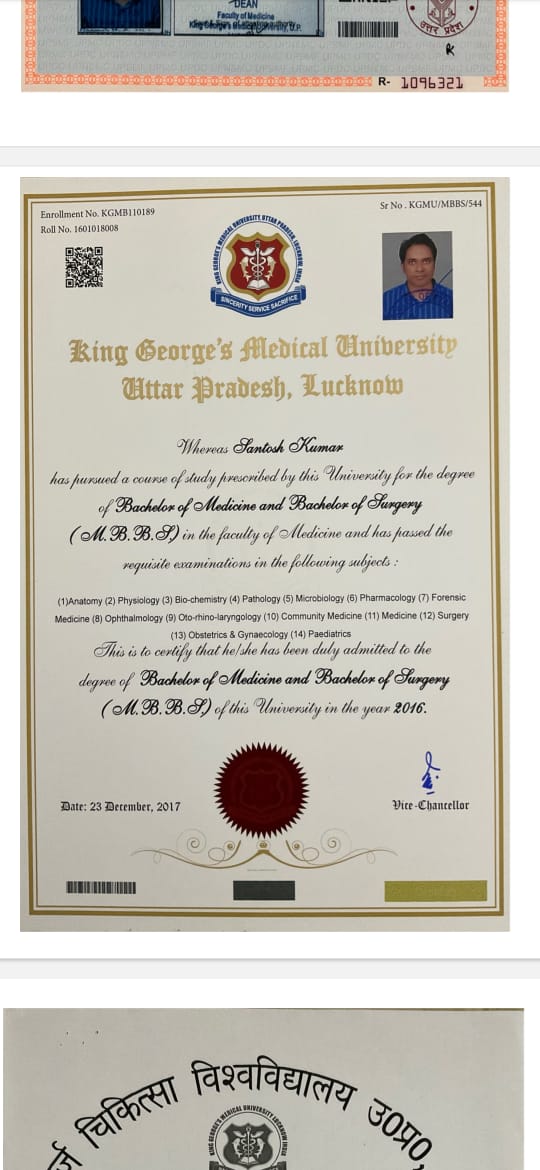 DEAN
Faculty of Medicine
King George's Medical University, U.P.
उत्तर प्रदेश
R- 1096321
Enrollment No. KGMB110189
Roll No. 1601018008
Sr No . KGMU/MBBS/544
KING GEORGE'S MEDICAL UNIVERSITY UTTAR PRADESH, LUCKNOW, INDIA
SINCERITY SERVICE SACRIFICE
King George's Medical University
Uttar Pradesh, Lucknow
Whereas Santosh Kumar
has pursued a course of study prescribed by this University for the degree
of Bachelor of Medicine and Bachelor of Surgery
(M.B.B.S) in the faculty of Medicine and has passed the
requisite examinations in the following subjects :
(1)Anatomy (2) Physiology (3) Bio-chemistry (4) Pathology (5) Microbiology (6) Pharmacology (7) Forensic
Medicine (8) Ophthalmology (9) Oto-rhino-laryngology (10) Community Medicine (11) Medicine (12) Surgery
(13) Obstetrics & Gynaecology (14) Paediatrics
This is to certify that he/she has been duly admitted to the
degree of Bachelor of Medicine and Bachelor of Surgery
(M.B.B.S,) of this University in the year 2016.
Date: 23 December, 2017
Vice-Chancellor
चिकित्सा विश्वविद्यालय उ0प्र0,
KING GEORGE'S MEDICAL UNIVERSITY LUCKNOW INDIA